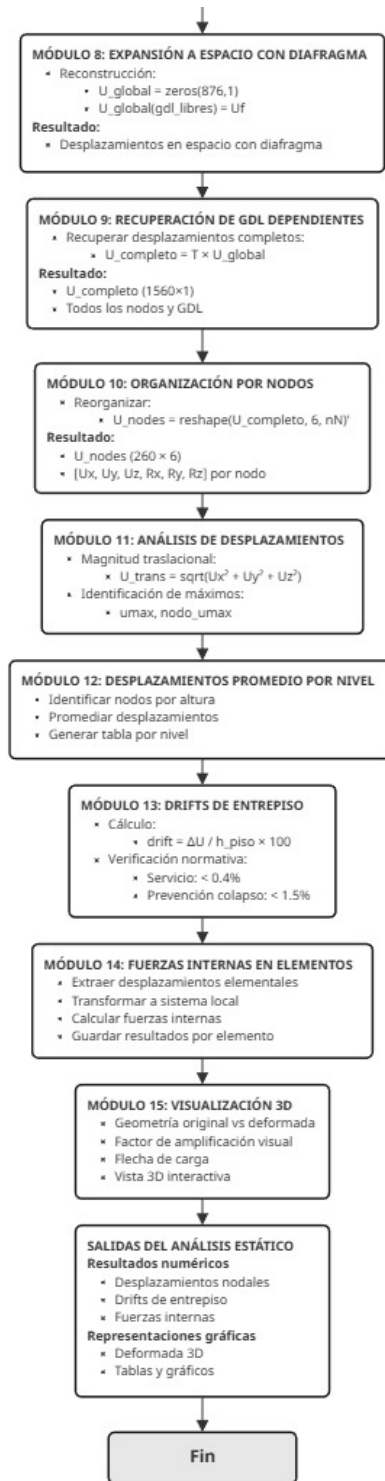 MÓDULO 8: EXPANSIÓN A ESPACIO CON DIAFRAGMA
Reconstrucción:
U_global = zeros(876,1)
U_global(gdl_libres) = Uf
Resultado:
Desplazamientos en espacio con diafragma
MÓDULO 9: RECUPERACIÓN DE GDL DEPENDIENTES
Recuperar desplazamientos completos:
U_completo = T × U_global
Resultado:
U_completo (1560×1)
Todos los nodos y GDL
MÓDULO 10: ORGANIZACIÓN POR NODOS
Reorganizar:
U_nodes = reshape(U_completo, 6, nN)'
Resultado:
U_nodes (260 × 6)
[Ux, Uy, Uz, Rx, Ry, Rz] por nodo
MÓDULO 11: ANÁLISIS DE DESPLAZAMIENTOS
Magnitud traslacional:
U_trans = sqrt(Ux² + Uy² + Uz²)
Identificación de máximos:
umax, nodo_umax
MÓDULO 12: DESPLAZAMIENTOS PROMEDIO POR NIVEL
Identificar nodos por altura
Promediar desplazamientos
Generar tabla por nivel
MÓDULO 13: DRIFTS DE ENTREPISO
Cálculo:
drift = ΔU / h_piso × 100
Verificación normativa:
Servicio: < 0.4%
Prevención colapso: < 1.5%
MÓDULO 14: FUERZAS INTERNAS EN ELEMENTOS
Extraer desplazamientos elementales
Transformar a sistema local
Calcular fuerzas internas
Guardar resultados por elemento
MÓDULO 15: VISUALIZACIÓN 3D
Geometría original vs deformada
Factor de amplificación visual
Flecha de carga
Vista 3D interactiva
SALIDAS DEL ANÁLISIS ESTÁTICO
Resultados numéricos
Desplazamientos nodales
Drifts de entrepiso
Fuerzas internas
Representaciones gráficas
Deformada 3D
Tablas y gráficos
Fin